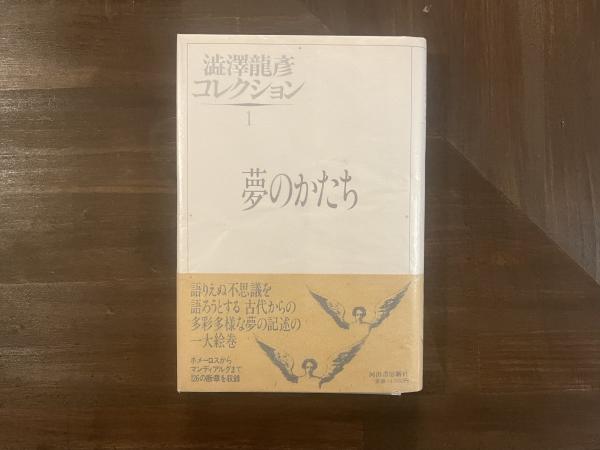 澁澤龍彦
コレクション
1
夢のかたち
語りえぬ不思議を
語ろうとする 古代からの
多彩多様な夢の記述の
一大絵巻
ホメーロスから
マンディアルグまで
126の断章を収録
河出書房新社